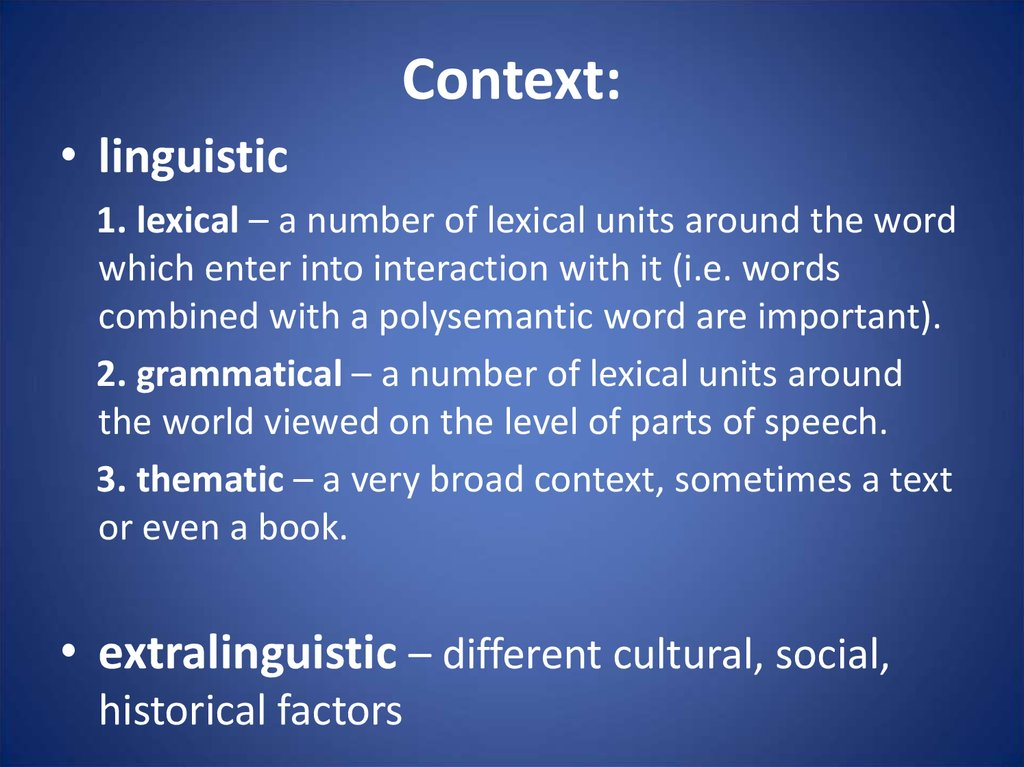 Context:
• linguistic
1. lexical – a number of lexical units around the word
which enter into interaction with it (i.e. words
combined with a polysemantic word are important).
2. grammatical – a number of lexical units around
the world viewed on the level of parts of speech.
3. thematic – a very broad context, sometimes a text
or even a book.
• extralinguistic – different cultural, social,
historical factors